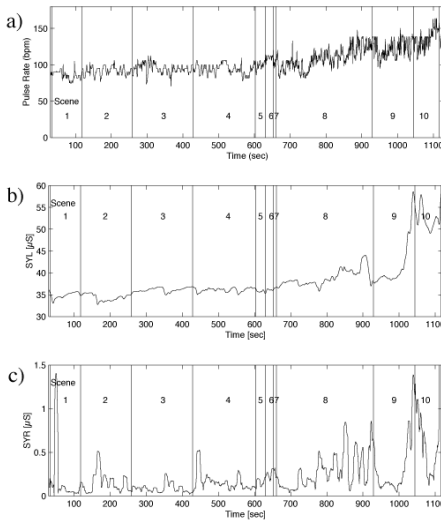 a)
Pulse Rate (bpm)
150
100
50
0
Scene
1 2 3 4 5 6 7 8 9 10
100 200 300 400 500 600 700 800 900 1000 1100
Time (sec)
b)
SYL [µS]
60
55
50
45
40
35
30
Scene
1 2 3 4 5 6 7 8 9 10
100 200 300 400 500 600 700 800 900 1000 1100
Time [sec]
c)
SYR [µS]
1.5
1
0.5
0
Scene
1 2 3 4 5 6 7 8 9 10
100 200 300 400 500 600 700 800 900 1000 1100
Time [sec]